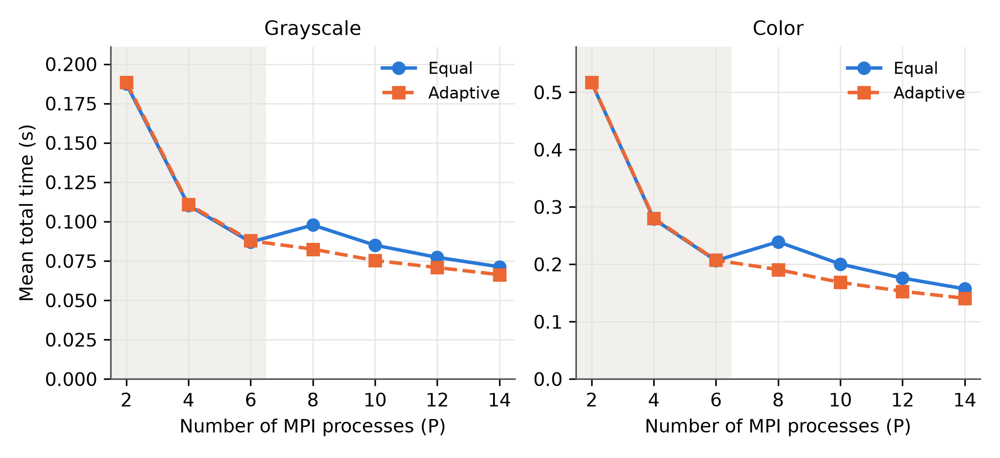 Grayscale
Mean total time (s)
0.200
0.175
0.150
0.125
0.100
0.075
0.050
0.025
0.000
Equal
Adaptive
2 4 6 8 10 12 14
Number of MPI processes (P)
Color
0.5
0.4
0.3
0.2
0.1
0.0
Equal
Adaptive
2 4 6 8 10 12 14
Number of MPI processes (P)